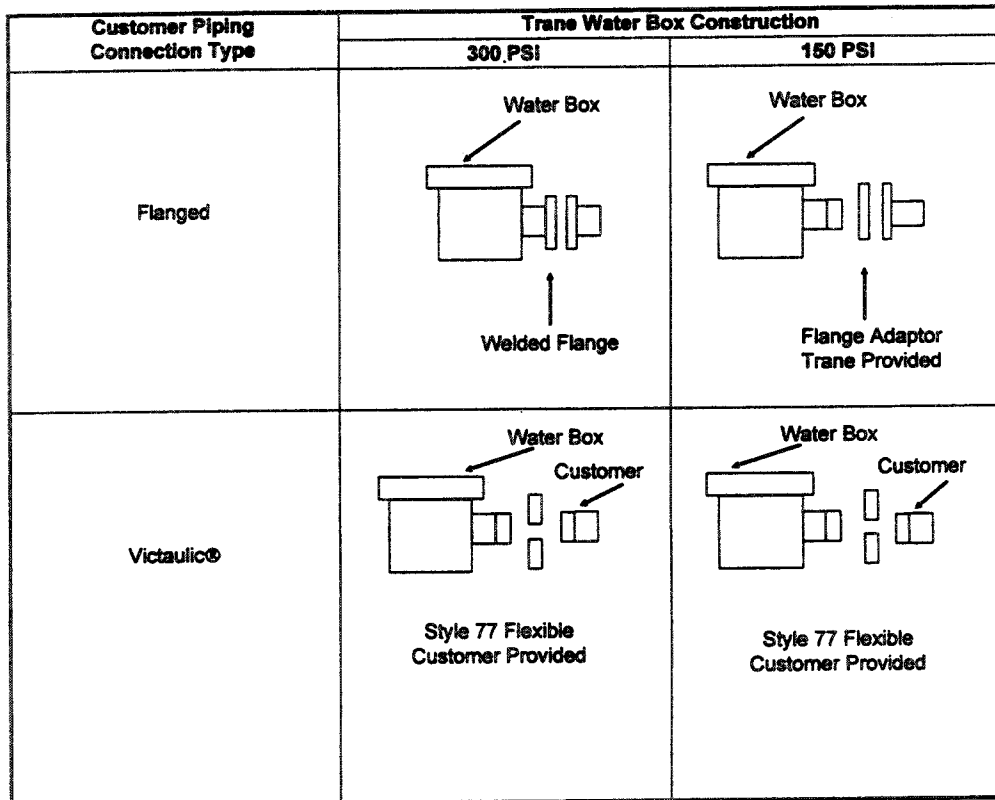 Customer Piping
Connection Type
Trane Water Box Construction
300 PSI
150 PSI
Flanged
Water Box
Welded Flange
Water Box
Flange Adaptor
Trane Provided
Victaulic®
Water Box
Customer
Style 77 Flexible
Customer Provided
Water Box
Customer
Style 77 Flexible
Customer Provided